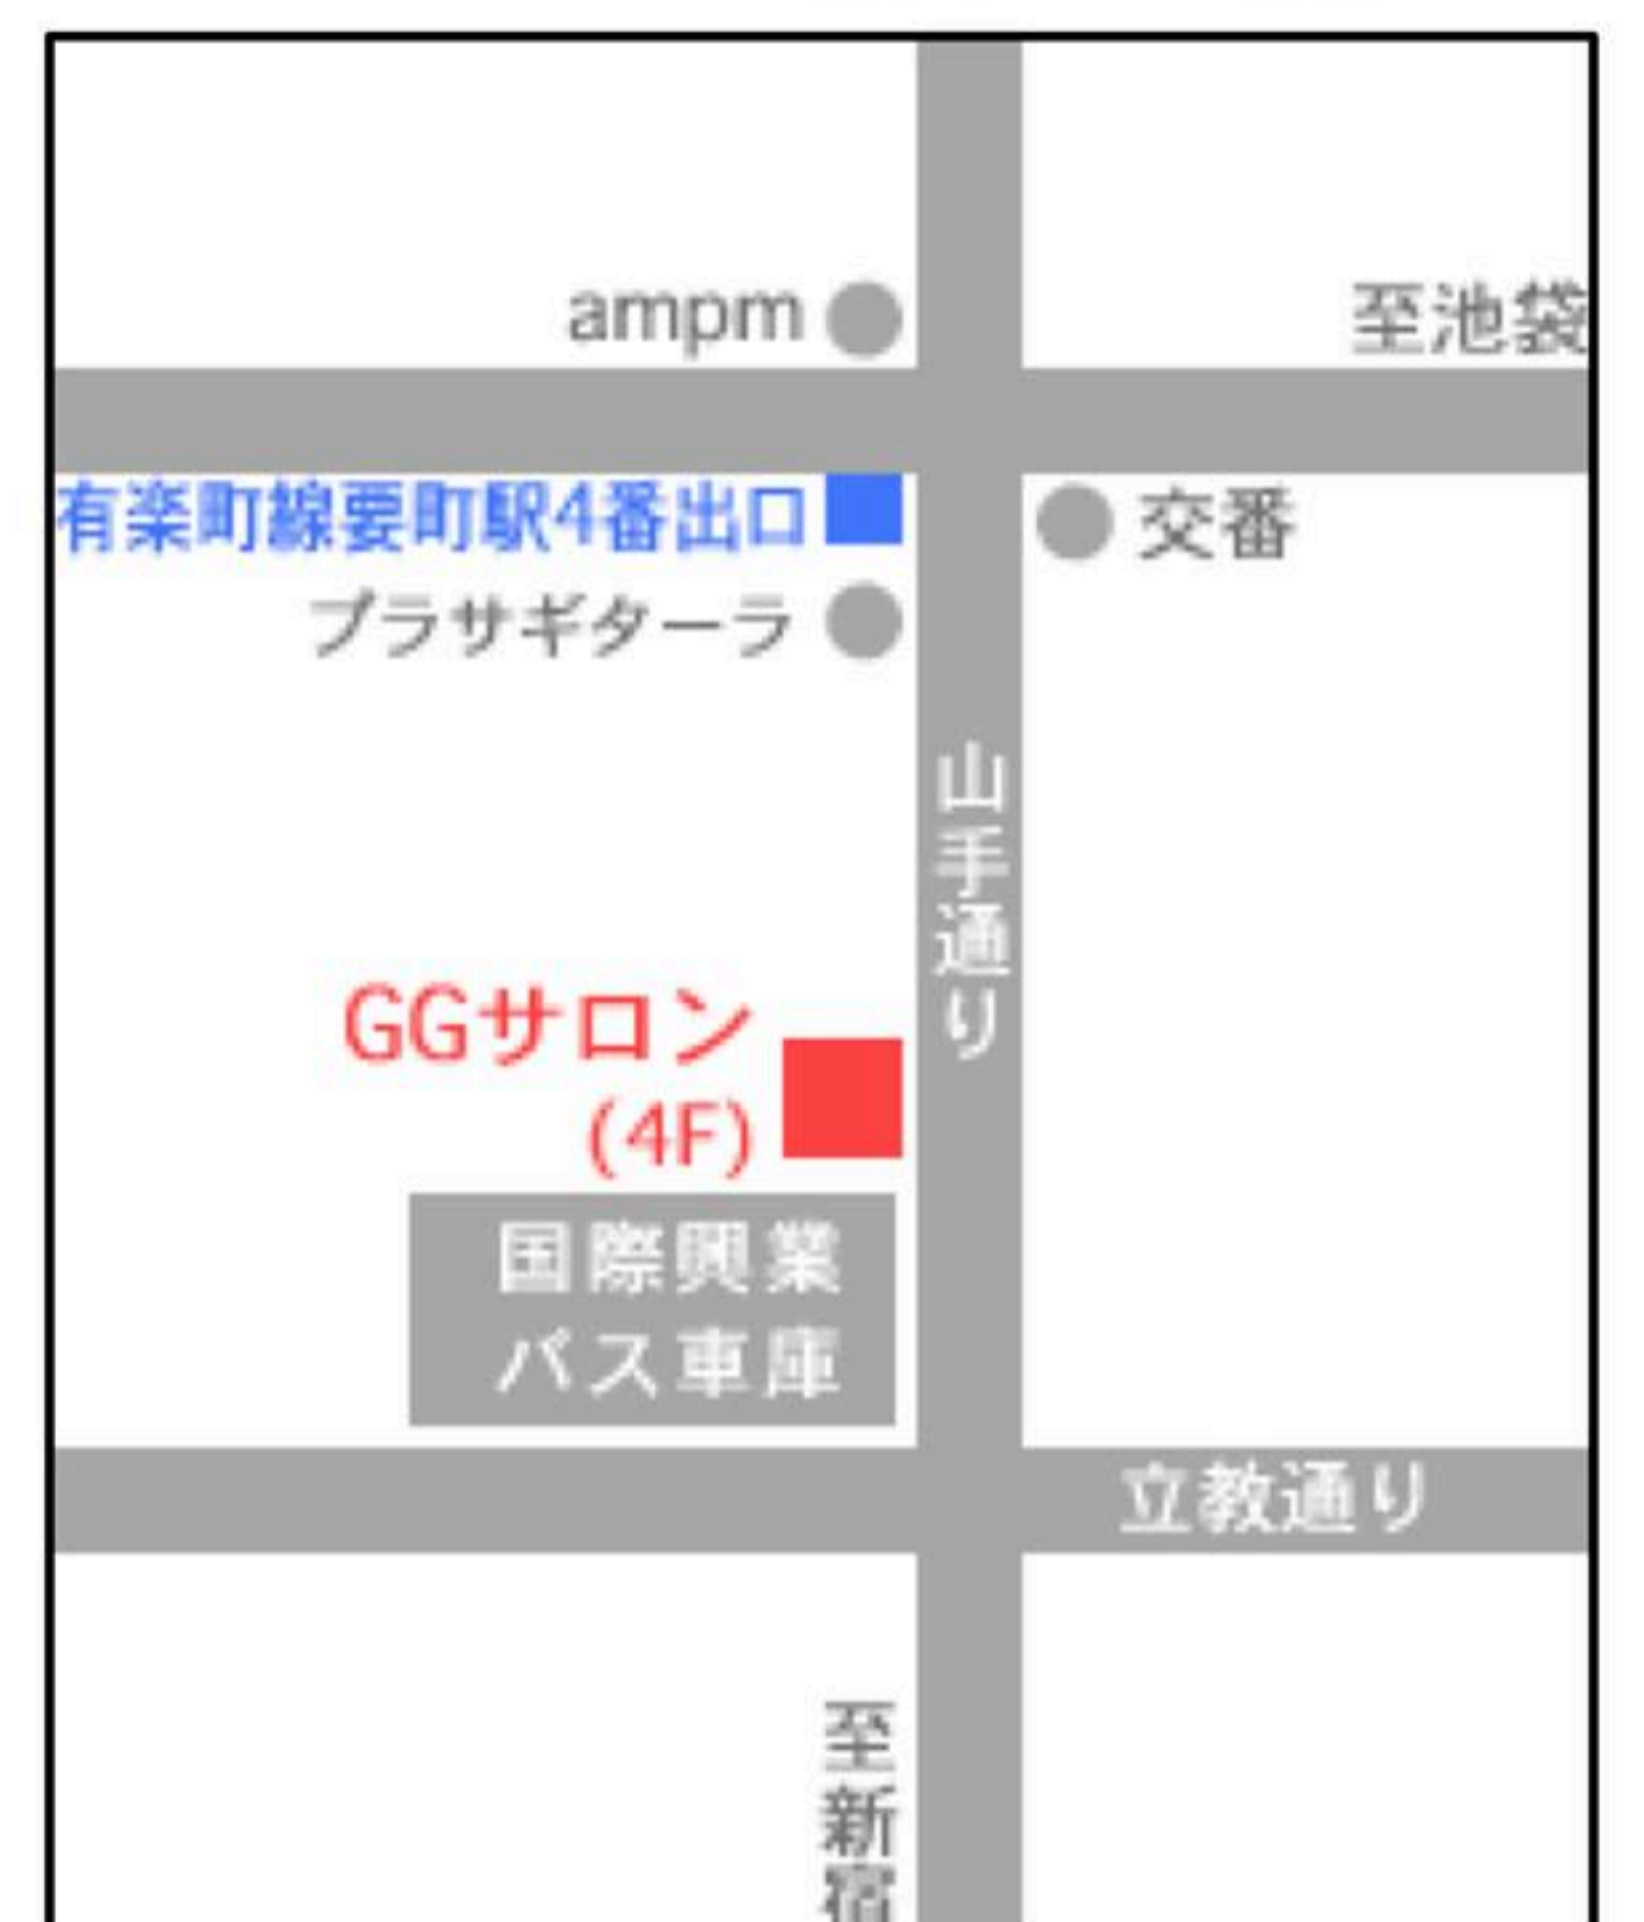 ampm
至池袋
有楽町線要町駅4番出口
交番
プラサギターラ
山手通り
GGサロン
(4F)
国際興業
バス車庫
立教通り
至新宿